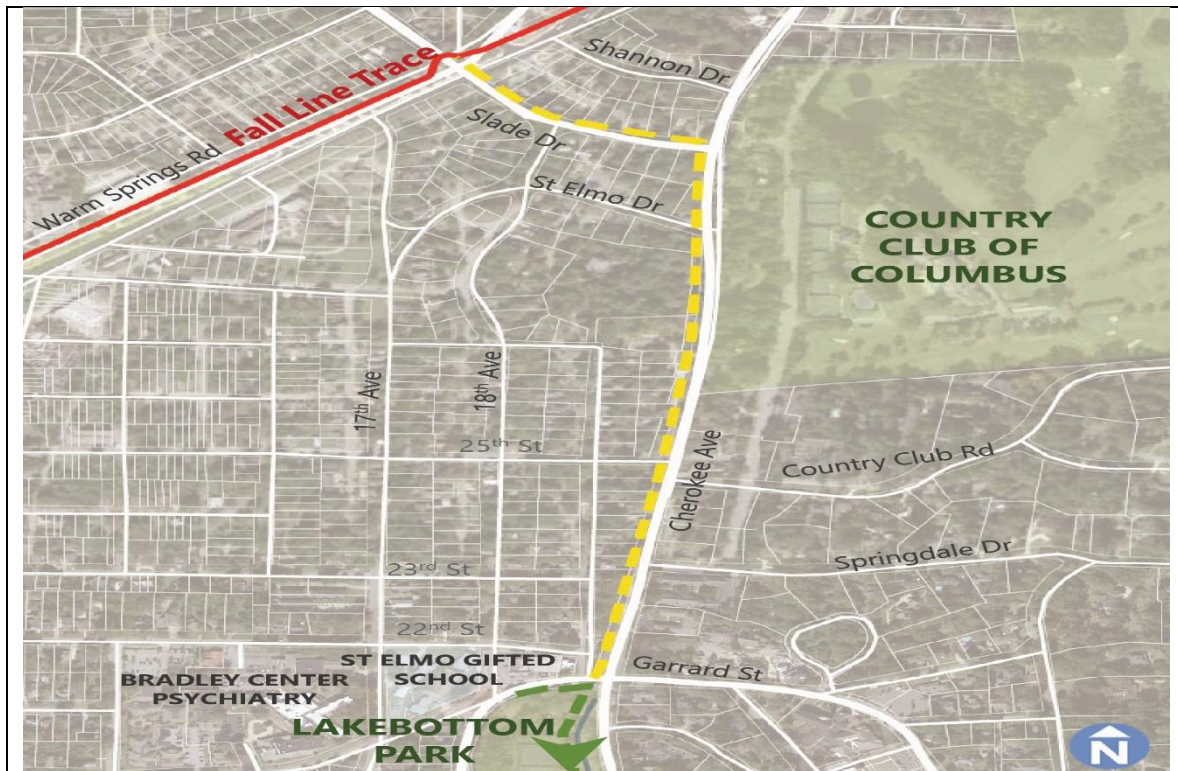 Shannon Dr
Fall Line Trace
Slade Dr
Warm Springs Rd
St Elmo Dr
COUNTRY
CLUB OF
COLUMBUS
17th Ave
18th Ave
25th St
Cherokee Ave
Country Club Rd
Springdale Dr
23rd St
22nd St
ST ELMO GIFTED
SCHOOL
Garrard St
BRADLEY CENTER
PSYCHIATRY
LAKEBOTTOM
PARK
N